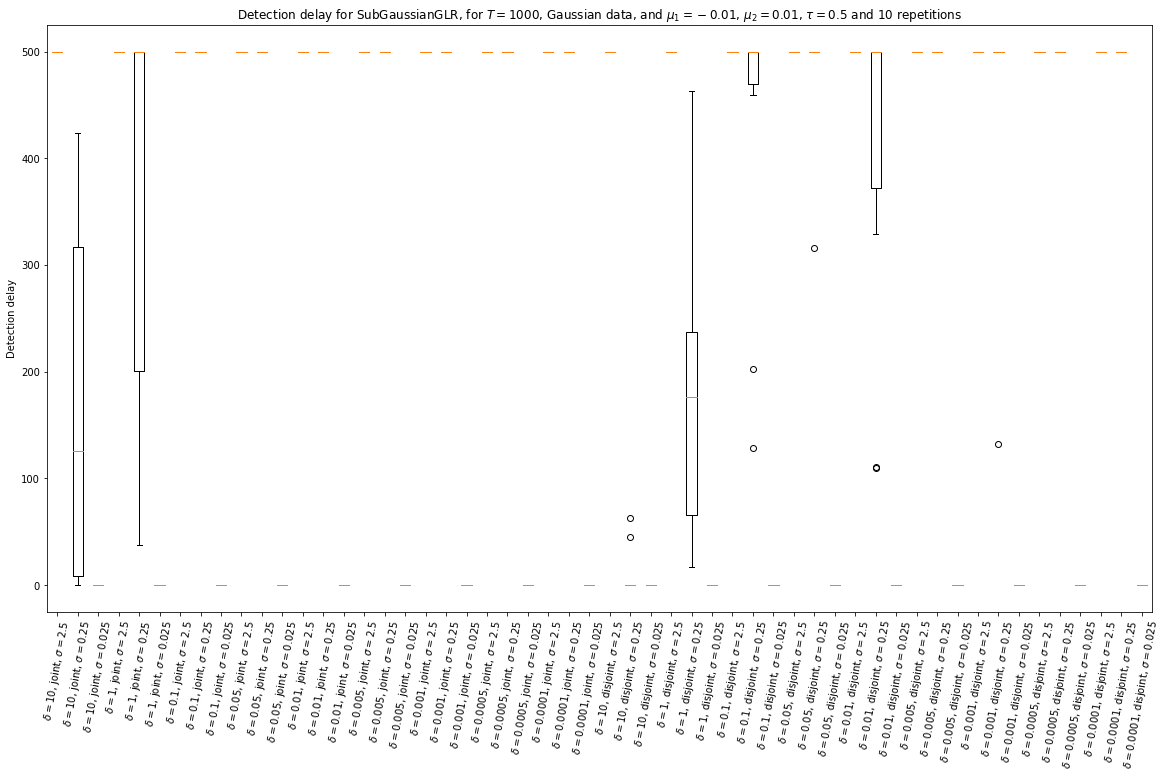 Detection delay for SubGaussianGLR, for T = 1000, Gaussian data, and μ₁ = − 0.01, μ₂ = 0.01, τ = 0.5 and 10 repetitions
Detection delay
500
400
300
200
100
0
δ = 10, joint, σ = 2.5
δ = 10, joint, σ = 0.25
δ = 10, joint, σ = 0.025
δ = 1, joint, σ = 2.5
δ = 1, joint, σ = 0.25
δ = 1, joint, σ = 0.025
δ = 0.1, joint, σ = 2.5
δ = 0.1, joint, σ = 0.25
δ = 0.1, joint, σ = 0.025
δ = 0.05, joint, σ = 2.5
δ = 0.05, joint, σ = 0.25
δ = 0.05, joint, σ = 0.025
δ = 0.01, joint, σ = 2.5
δ = 0.01, joint, σ = 0.25
δ = 0.01, joint, σ = 0.025
δ = 0.005, joint, σ = 2.5
δ = 0.005, joint, σ = 0.25
δ = 0.005, joint, σ = 0.025
δ = 0.001, joint, σ = 2.5
δ = 0.001, joint, σ = 0.25
δ = 0.001, joint, σ = 0.025
δ = 0.0005, joint, σ = 2.5
δ = 0.0005, joint, σ = 0.25
δ = 0.0005, joint, σ = 0.025
δ = 0.0001, joint, σ = 2.5
δ = 0.0001, joint, σ = 0.25
δ = 0.0001, joint, σ = 0.025
δ = 10, disjoint, σ = 2.5
δ = 10, disjoint, σ = 0.25
δ = 10, disjoint, σ = 0.025
δ = 1, disjoint, σ = 2.5
δ = 1, disjoint, σ = 0.25
δ = 1, disjoint, σ = 0.025
δ = 0.1, disjoint, σ = 2.5
δ = 0.1, disjoint, σ = 0.25
δ = 0.1, disjoint, σ = 0.025
δ = 0.05, disjoint, σ = 2.5
δ = 0.05, disjoint, σ = 0.25
δ = 0.05, disjoint, σ = 0.025
δ = 0.01, disjoint, σ = 2.5
δ = 0.01, disjoint, σ = 0.25
δ = 0.01, disjoint, σ = 0.025
δ = 0.005, disjoint, σ = 2.5
δ = 0.005, disjoint, σ = 0.25
δ = 0.005, disjoint, σ = 0.025
δ = 0.001, disjoint, σ = 2.5
δ = 0.001, disjoint, σ = 0.25
δ = 0.001, disjoint, σ = 0.025
δ = 0.0005, disjoint, σ = 2.5
δ = 0.0005, disjoint, σ = 0.25
δ = 0.0005, disjoint, σ = 0.025
δ = 0.0001, disjoint, σ = 2.5
δ = 0.0001, disjoint, σ = 0.25
δ = 0.0001, disjoint, σ = 0.025